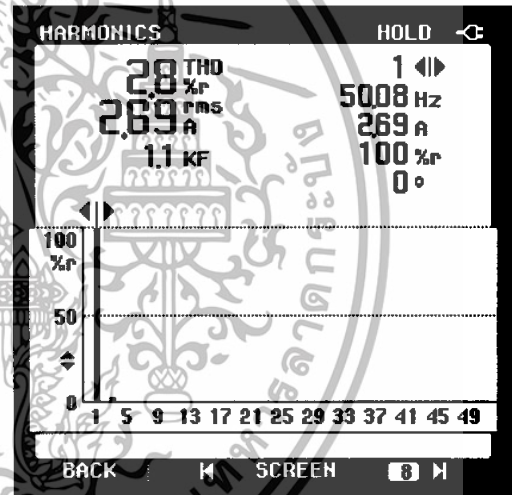 HARMONICS HOLD
2,8 THD %r 1
2,69 rms A 50,08 Hz
2,69 A
1,1 KF 100 %r
0 °
100
%r
50
0
1 5 9 13 17 21 25 29 33 37 41 45 49
BACK SCREEN 8